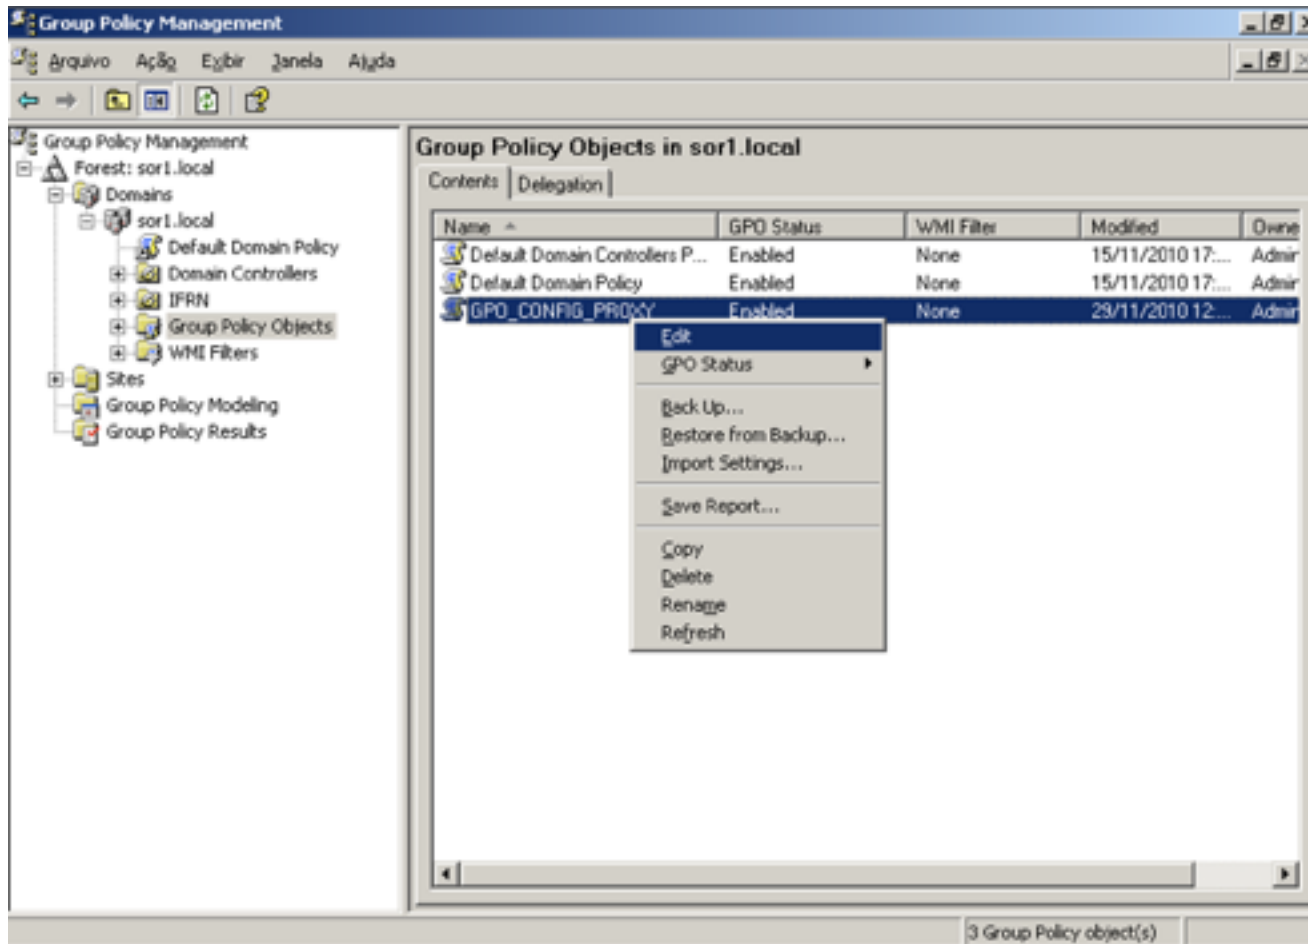 Group Policy Management
Arquivo Ação Exibir Janela Ajuda
Group Policy Management
Forest: sor1.local
Domains
sor1.local
Default Domain Policy
Domain Controllers
IFRN
Group Policy Objects
WMI Filters
Sites
Group Policy Modeling
Group Policy Results
Group Policy Objects in sor1.local
Contents Delegation
Name GPO Status WMI Filter Modified Owne
Default Domain Controllers P... Enabled None 15/11/2010 17:... Admir
Default Domain Policy Enabled None 15/11/2010 17:... Admir
GPO_CONFIG_PROXY Enabled None 29/11/2010 12:... Admir
Edit
GPO Status
Back Up...
Restore from Backup...
Import Settings...
Save Report...
Copy
Delete
Rename
Refresh
3 Group Policy object(s)